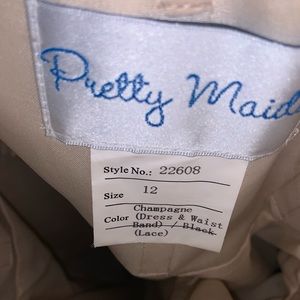 Pretty Maid
Style No.: 22608
Size 12
Champagne
Color (Dress & Waist
Band) / Black
(Lace)